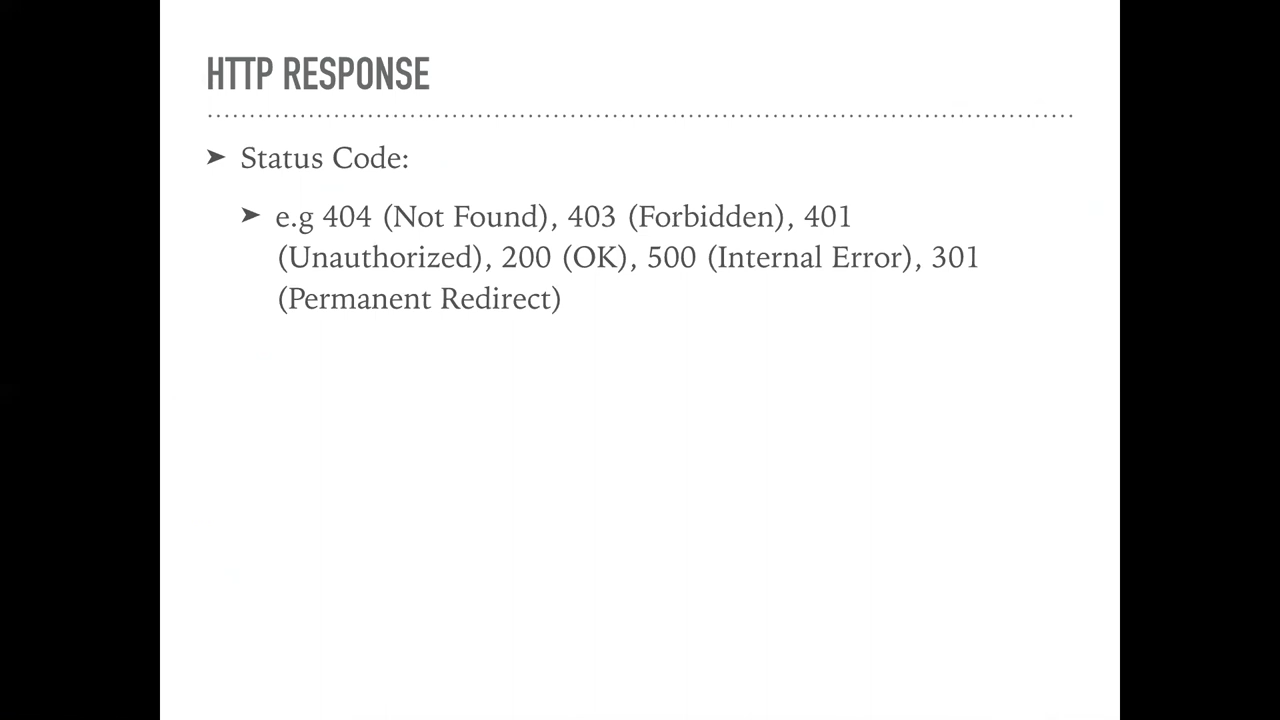 HTTP RESPONSE
➤ Status Code:
➤ e.g 404 (Not Found), 403 (Forbidden), 401
(Unauthorized), 200 (OK), 500 (Internal Error), 301
(Permanent Redirect)